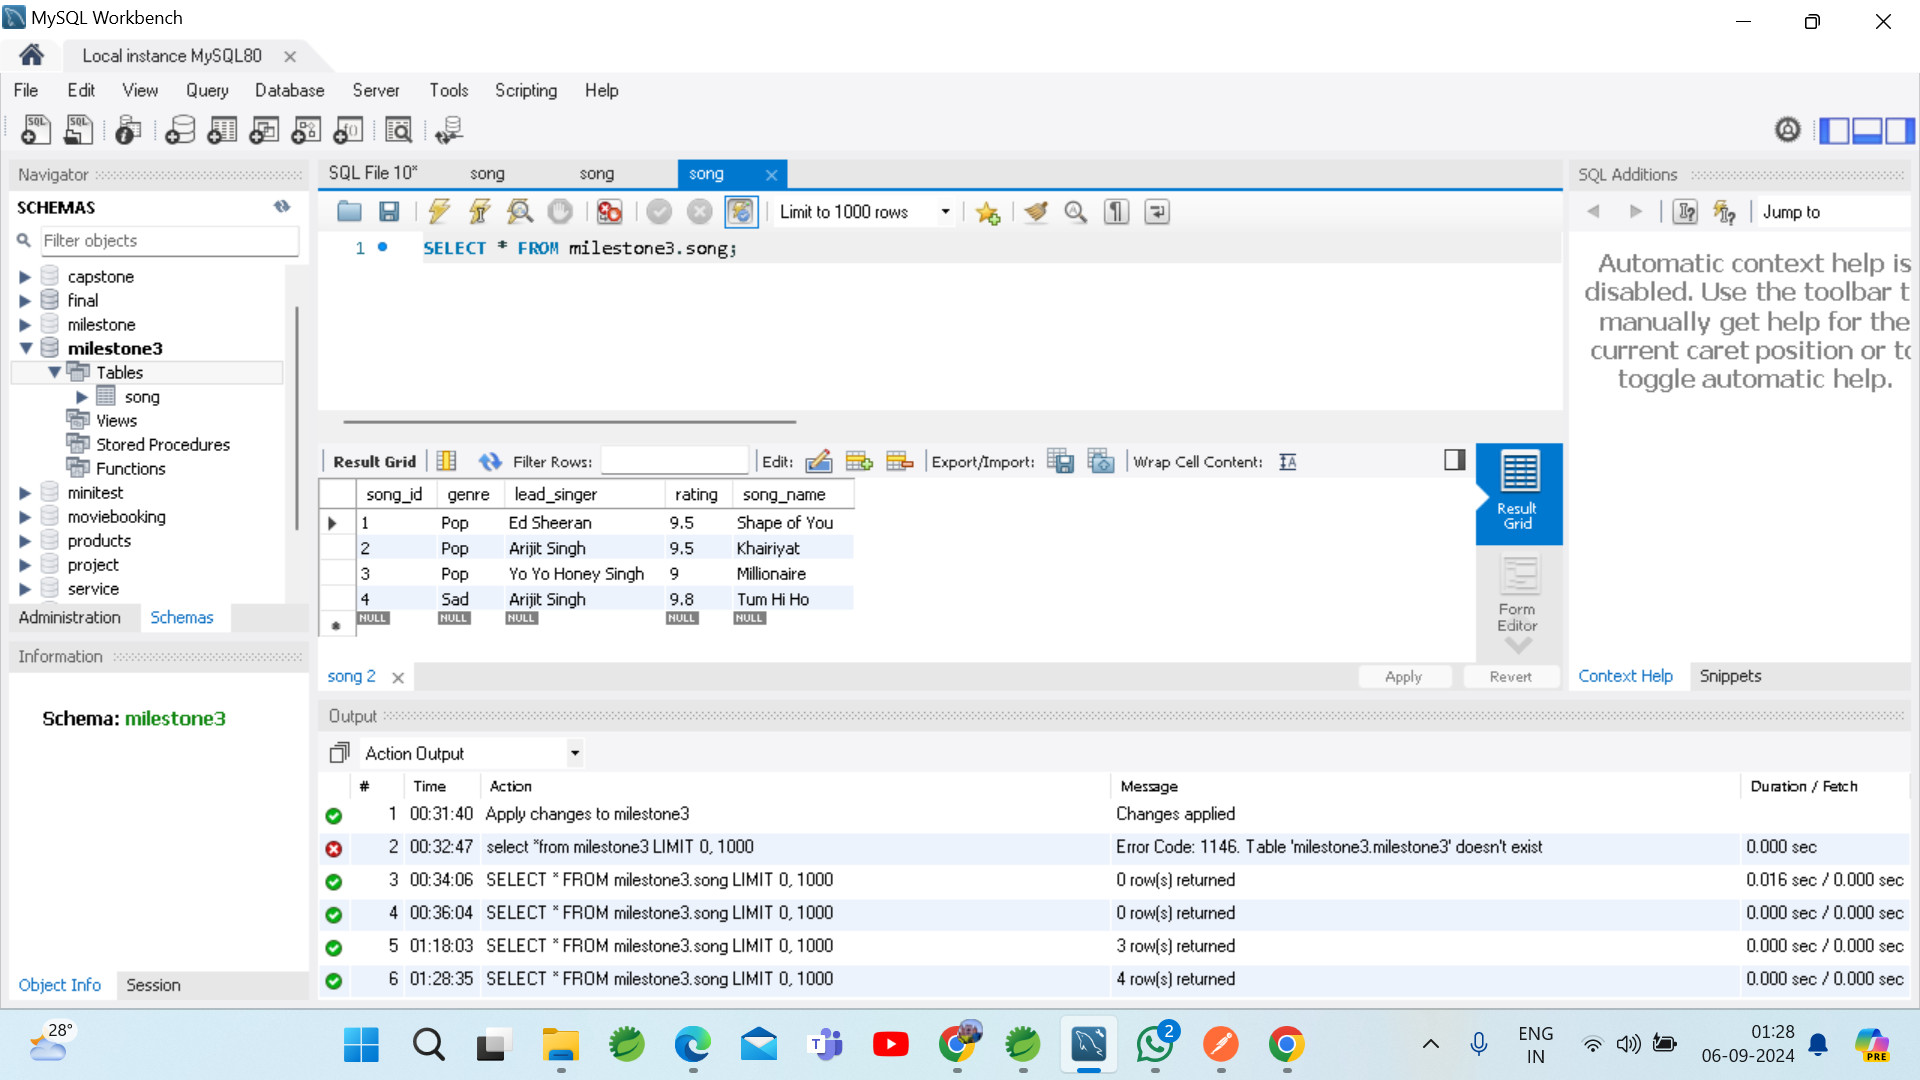 MySQL Workbench
Local instance MySQL80
File Edit View Query Database Server Tools Scripting Help
Navigator
SCHEMAS
Filter objects
capstone
final
milestone
milestone3
Tables
song
Views
Stored Procedures
Functions
minitest
moviebooking
products
project
service
Administration Schemas
Information
Schema: milestone3
Object Info Session
SQL File 10* song song song
Limit to 1000 rows
1 SELECT * FROM milestone3.song;
Result Grid Filter Rows: Edit: Export/Import: Wrap Cell Content:
song_id genre lead_singer rating song_name
1 Pop Ed Sheeran 9.5 Shape of You
2 Pop Arijit Singh 9.5 Khairiyat
3 Pop Yo Yo Honey Singh 9 Millionaire
4 Sad Arijit Singh 9.8 Tum Hi Ho
NULL NULL NULL NULL NULL
Result
Grid
Form
Editor
song 2 Apply Revert
SQL Additions
Jump to
Automatic context help is
disabled. Use the toolbar t
manually get help for the
current caret position or to
toggle automatic help.
Context Help Snippets
Output
Action Output
# Time Action Message Duration / Fetch
1 00:31:40 Apply changes to milestone3 Changes applied
2 00:32:47 select *from milestone3 LIMIT 0, 1000 Error Code: 1146. Table 'milestone3.milestone3' doesn't exist 0.000 sec
3 00:34:06 SELECT * FROM milestone3.song LIMIT 0, 1000 0 row(s) returned 0.016 sec / 0.000 sec
4 00:36:04 SELECT * FROM milestone3.song LIMIT 0, 1000 0 row(s) returned 0.000 sec / 0.000 sec
5 01:18:03 SELECT * FROM milestone3.song LIMIT 0, 1000 3 row(s) returned 0.000 sec / 0.000 sec
6 01:28:35 SELECT * FROM milestone3.song LIMIT 0, 1000 4 row(s) returned 0.000 sec / 0.000 sec
28°
2
ENG
IN
01:28
06-09-2024
PRE